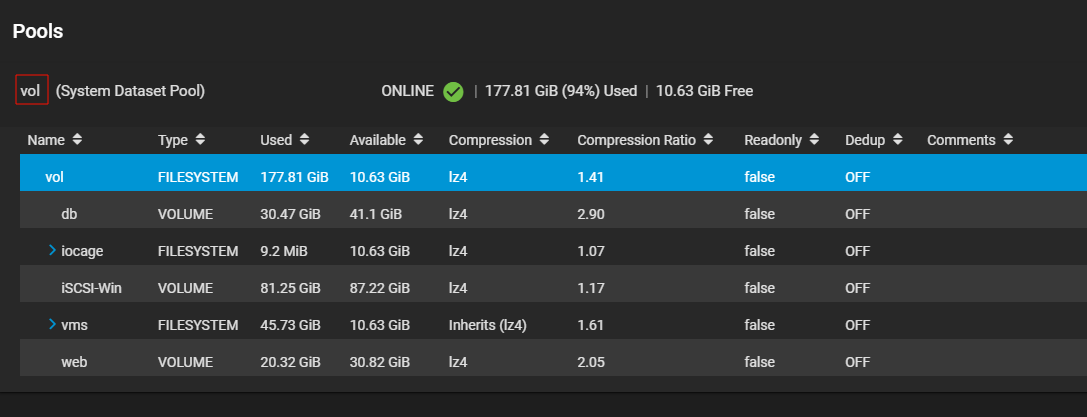 Pools
vol (System Dataset Pool) ONLINE | 177.81 GiB (94%) Used | 10.63 GiB Free
Name Type Used Available Compression Compression Ratio Readonly Dedup Comments
vol FILESYSTEM 177.81 GiB 10.63 GiB lz4 1.41 false OFF
db VOLUME 30.47 GiB 41.1 GiB lz4 2.90 false OFF
iocage FILESYSTEM 9.2 MiB 10.63 GiB lz4 1.07 false OFF
iSCSI-Win VOLUME 81.25 GiB 87.22 GiB lz4 1.17 false OFF
vms FILESYSTEM 45.73 GiB 10.63 GiB Inherits (lz4) 1.61 false OFF
web VOLUME 20.32 GiB 30.82 GiB lz4 2.05 false OFF